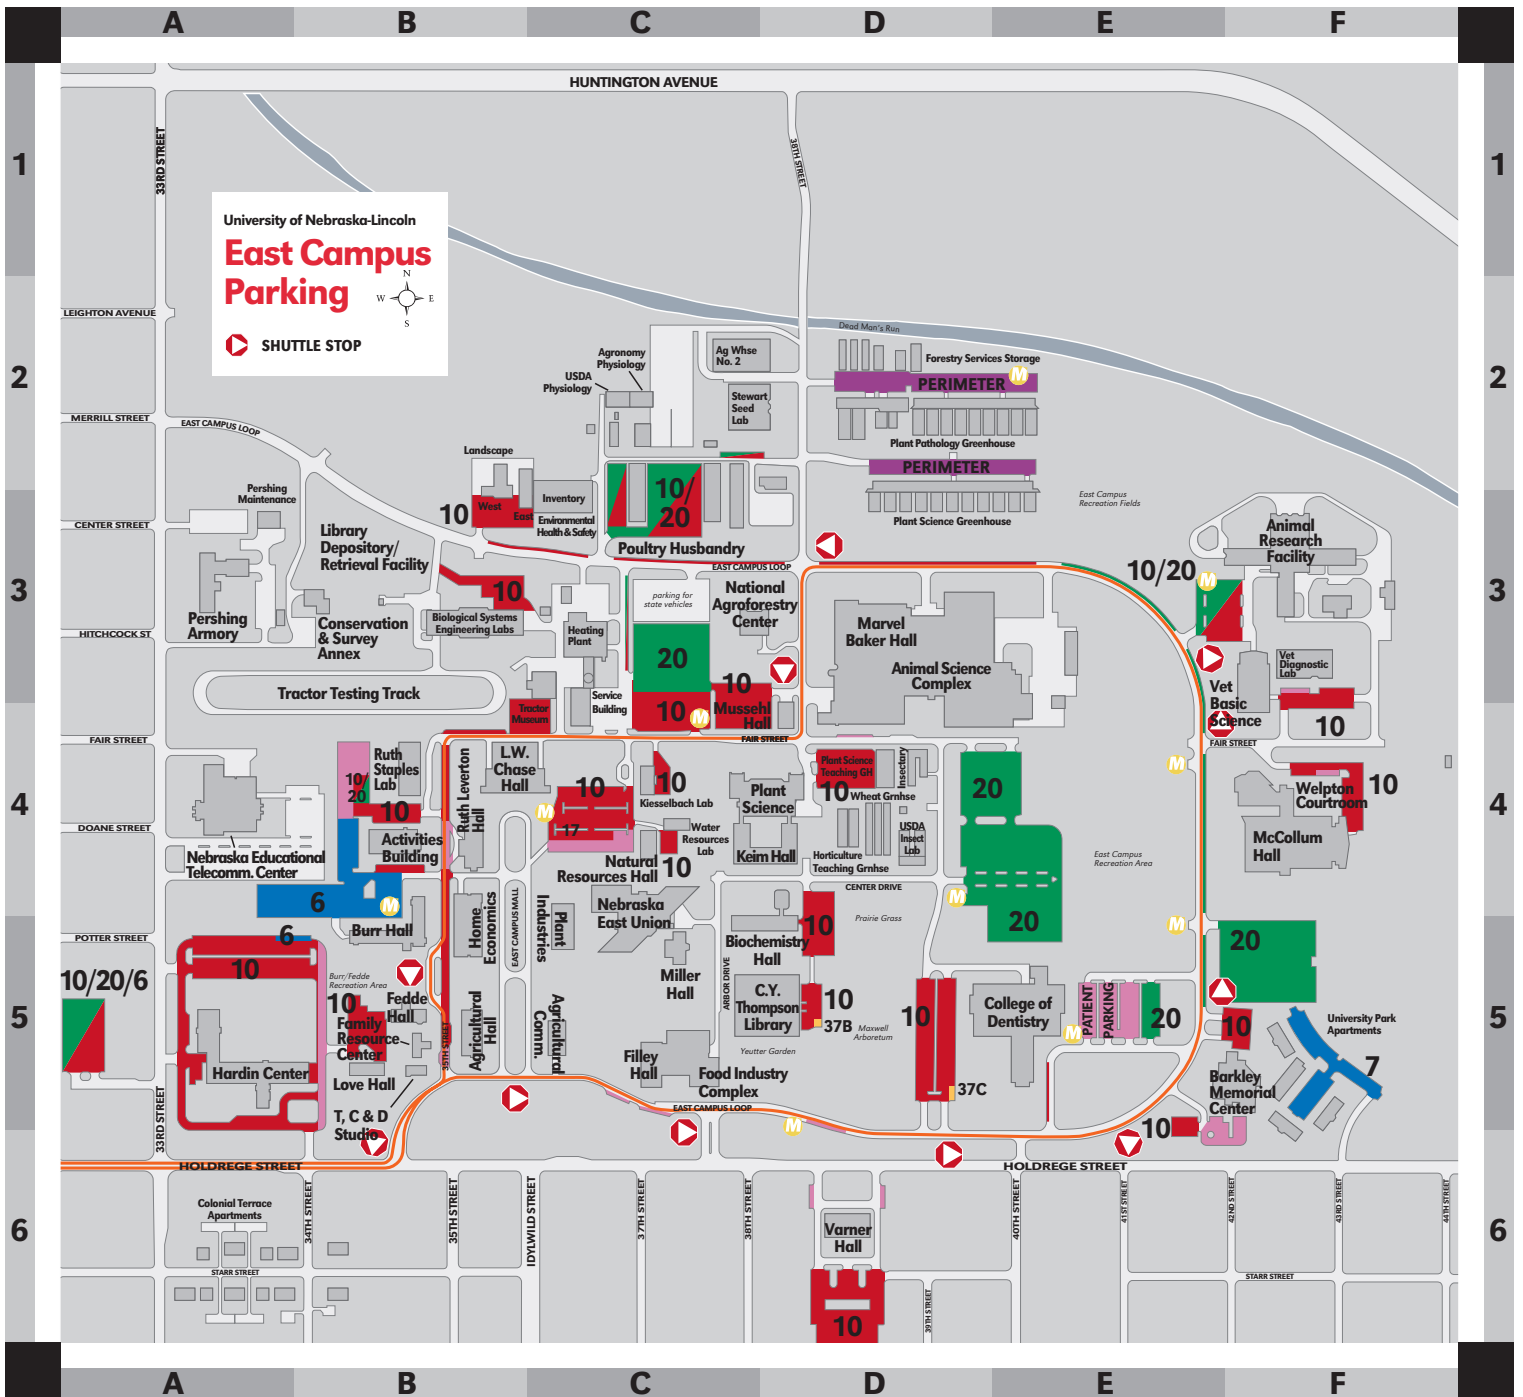 A
B
C
D
E
F
1
1
2
2
3
3
4
4
5
5
6
6
HUNTINGTON AVENUE
33RD STREET
38TH STREET
University of Nebraska-Lincoln
East Campus
Parking
N
W
E
S
SHUTTLE STOP
LEIGHTON AVENUE
Dead Man's Run
Ag Whse
No. 2
Agronomy
Physiology
USDA
Physiology
Forestry Services Storage
PERIMETER
M
Stewart
Seed
Lab
MERRILL STREET
EAST CAMPUS LOOP
Plant Pathology Greenhouse
Landscape
PERIMETER
Pershing
Maintenance
West
East
Inventory
10
10/
20
East Campus
Recreation Fields
CENTER STREET
Library
Depository/
Retrieval Facility
Environmental
Health & Safety
Plant Science Greenhouse
Poultry Husbandry
Animal
Research
Facility
EAST CAMPUS LOOP
10/20
M
10
parking for
state vehicles
National
Agroforestry
Center
Pershing
Armory
HITCHCOCK ST
Conservation
& Survey
Annex
Biological Systems
Engineering Labs
Heating
Plant
Marvel
Baker Hall
20
Animal Science
Complex
Vet
Diagnostic
Lab
Tractor Testing Track
Service
Building
10
Vet
Basic
Science
Tractor
Museum
10
M
Mussehl
Hall
10
FAIR STREET
FAIR STREET
FAIR STREET
Ruth
Staples
Lab
L.W.
Chase
Hall
Ruth Leverton
Hall
Plant Science
Teaching GH
Insectary
M
10/
20
10
10
10
Kiesselbach Lab
Plant
Science
10
Wheat Grnhse
20
Welpton
Courtroom
10
M
17
DOANE STREET
Activities
Building
Water
Resources
Lab
USDA
Insect
Lab
McCollum
Hall
Nebraska Educational
Telecomm. Center
Natural
Resources Hall
10
Keim Hall
Horticulture
Teaching Grnhse
East Campus
Recreation Area
CENTER DRIVE
6
M
Home
Economics
EAST CAMPUS MALL
Plant
Industries
Nebraska
East Union
M
Burr Hall
10
Prairie Grass
20
M
POTTER STREET
6
Biochemistry
Hall
20
10/20/6
10
Burr/Fedde
Recreation Area
Miller
Hall
ARBOR DRIVE
C.Y.
Thompson
Library
10
37B
10
College of
Dentistry
PATIENT
PARKING
20
10
Fedde
Hall
Family
Resource
Center
Agricultural
Hall
Agricultural
Comm.
Maxwell
Arboretum
M
10
University Park
Apartments
35TH STREET
Yeutter Garden
Hardin Center
Love Hall
Filley
Hall
Food Industry
Complex
37C
Barkley
Memorial
Center
7
33RD STREET
T, C & D
Studio
EAST CAMPUS LOOP
M
10
HOLDREGE STREET
HOLDREGE STREET
34TH STREET
35TH STREET
IDYLWILD STREET
37TH STREET
38TH STREET
40TH STREET
41ST STREET
42ND STREET
43RD STREET
44TH STREET
Colonial Terrace
Apartments
Varner
Hall
STARR STREET
STARR STREET
39TH STREET
10
A
B
C
D
E
F